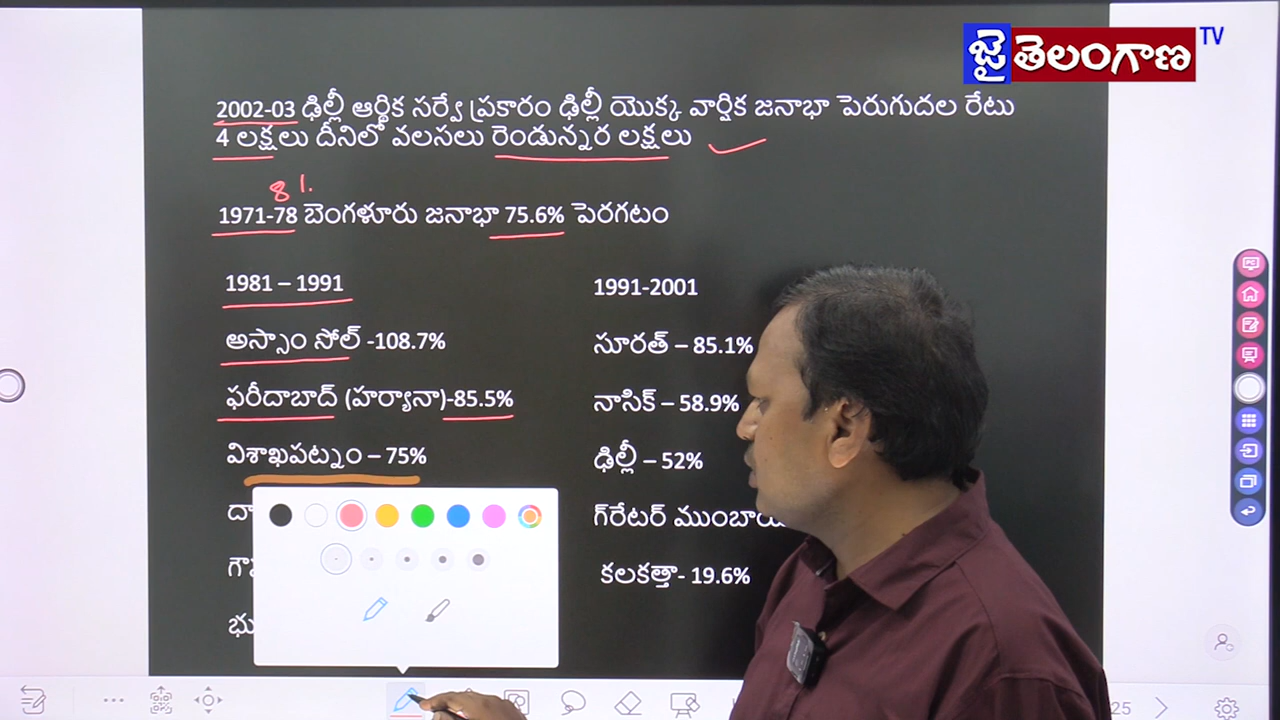 జై తెలంగాణ TV
2002-03 ఢిల్లీ ఆర్థిక సర్వే ప్రకారం ఢిల్లీ యొక్క వార్షిక జనాభా పెరుగుదల రేటు
4 లక్షలు దీనిలో వలసలు రెండున్నర లక్షలు
8 1.
1971-78 బెంగళూరు జనాభా 75.6% పెరగటం
1981 – 1991
1991-2001
అస్సాం సోల్ -108.7%
సూరత్ – 85.1%
ఫరీదాబాద్ (హర్యానా)-85.5%
నాసిక్ – 58.9%
విశాఖపట్నం – 75%
ఢిల్లీ – 52%
గ్రేటర్
కలకత్తా- 19.6%
25